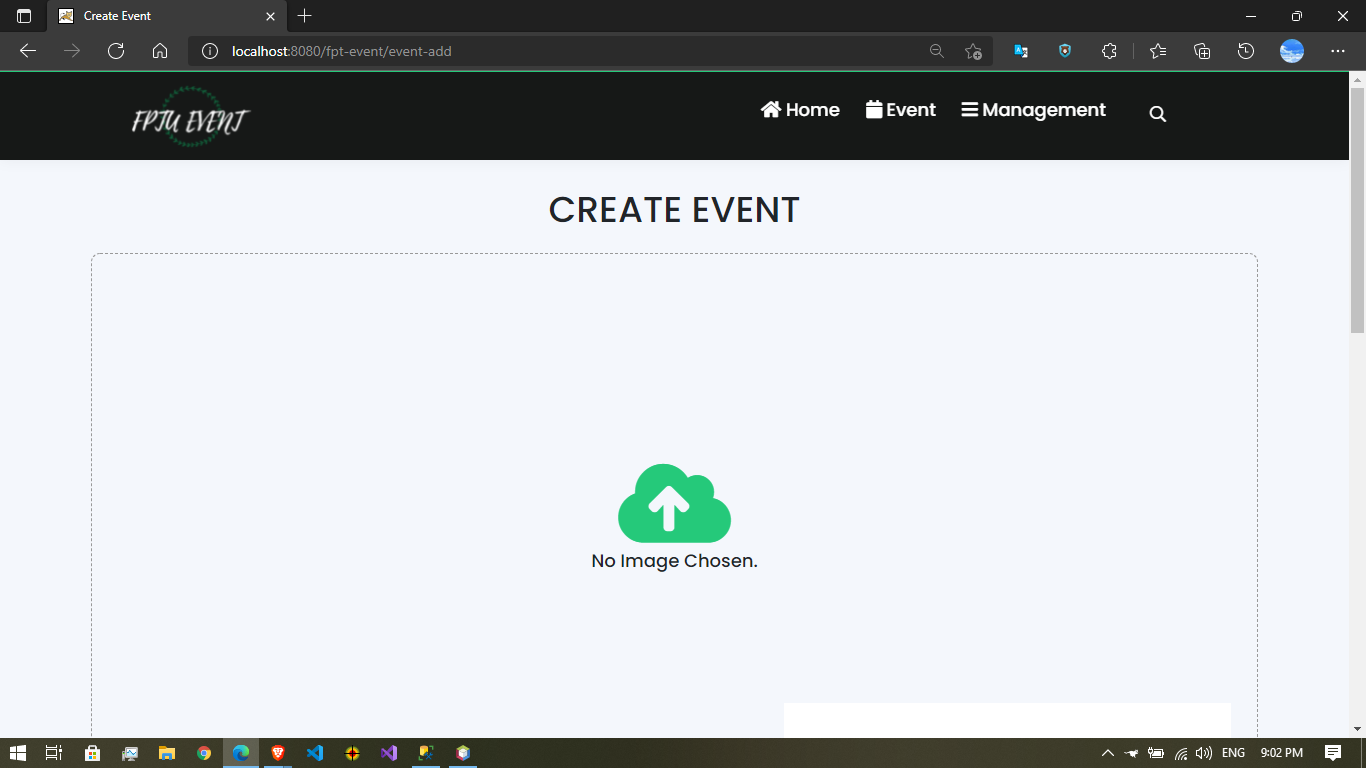 Create Event
localhost:8080/fpt-event/event-add
FPTU EVENT
Home
Event
Management
CREATE EVENT
No Image Chosen.
ENG
9:02 PM